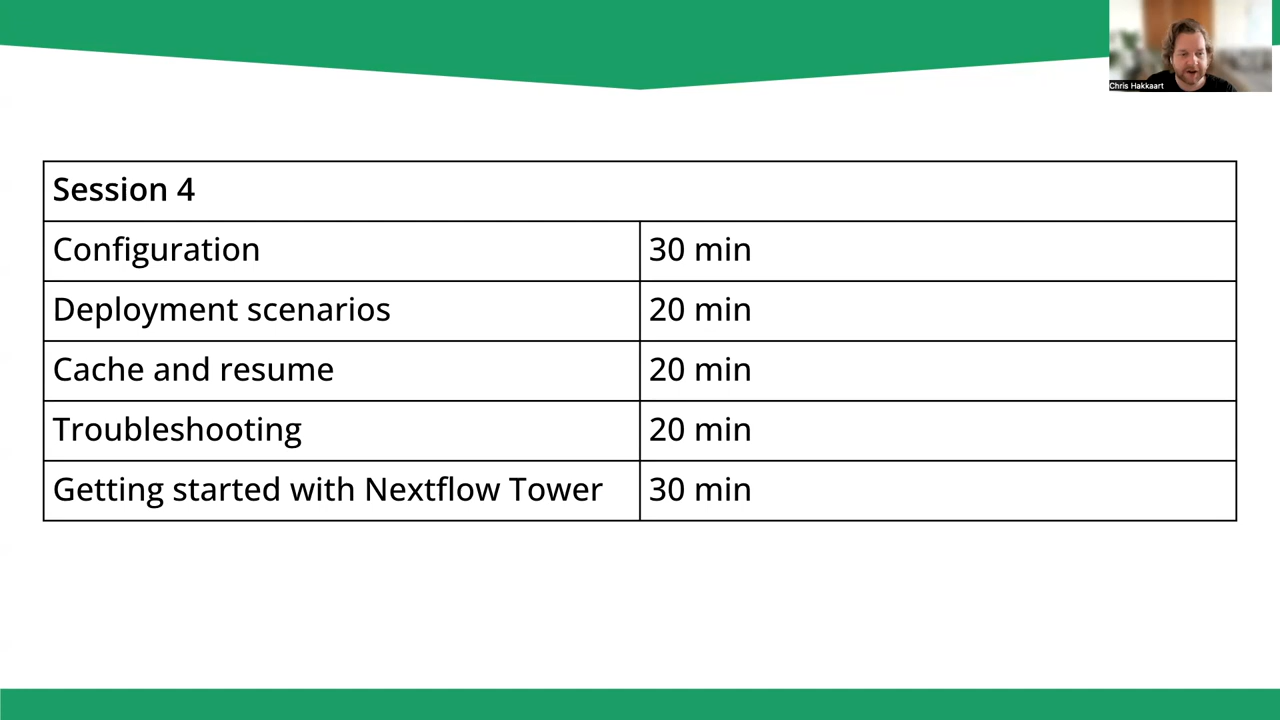 Chris Hakkaart
Session 4
Configuration 30 min
Deployment scenarios 20 min
Cache and resume 20 min
Troubleshooting 20 min
Getting started with Nextflow Tower 30 min